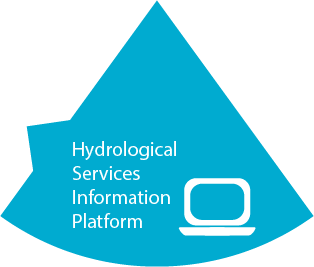 Hydrological
Services
Information
Platform